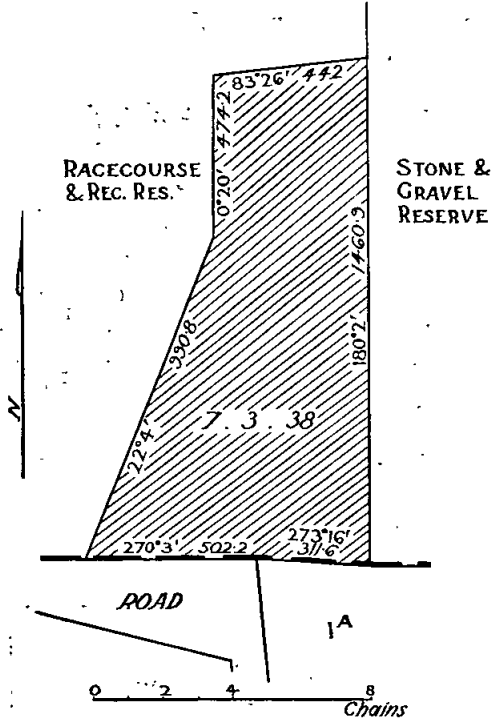 83°26' 442
0°20' 474·2
RACECOURSE
& REC. RES.
STONE &
GRAVEL
RESERVE
180°2' 1460·9
22°4' 990·8
N
7. 3. 38
270°3' 502·2
273°16'
311·6
ROAD
1A
0 2 4 8
Chains